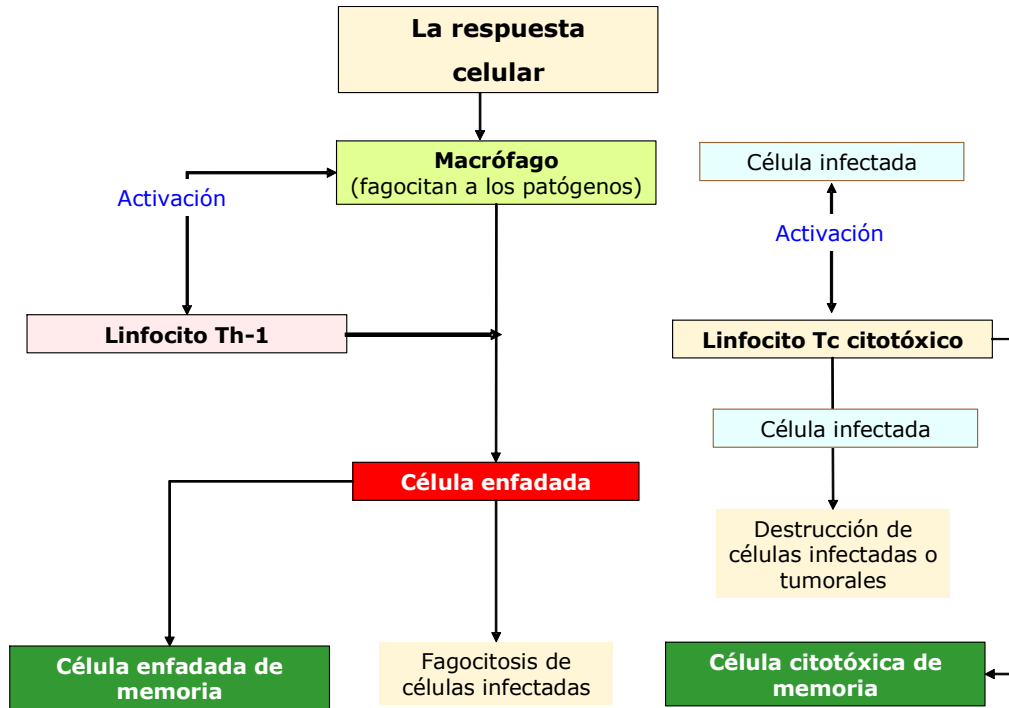 La respuesta
celular
Macrófago
(fagocitan a los patógenos)
Célula infectada
Activación
Activación
Linfocito Th-1
Linfocito Tc citotóxico
Célula infectada
Célula enfadada
Destrucción de
células infectadas o
tumorales
Célula enfadada de
memoria
Fagocitosis de
células infectadas
Célula citotóxica de
memoria